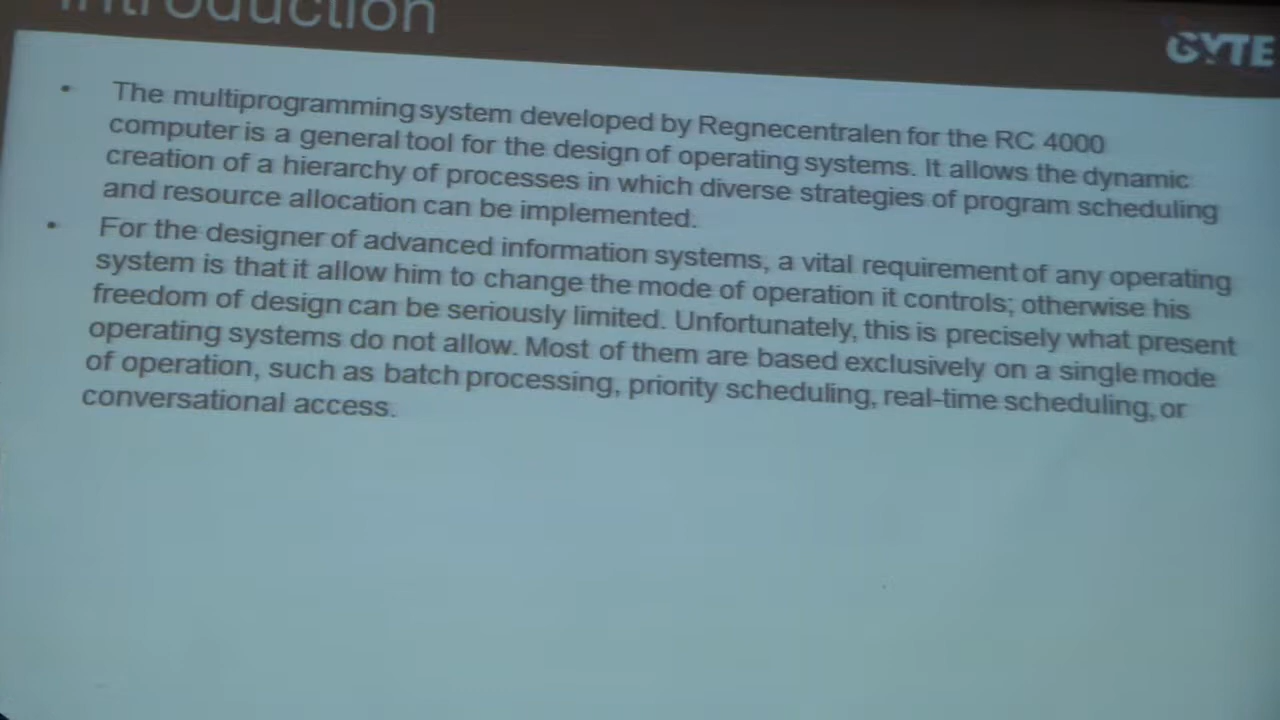 Introduction
GYTE
• The multiprogramming system developed by Regnecentralen for the RC 4000
computer is a general tool for the design of operating systems. It allows the dynamic
creation of a hierarchy of processes in which diverse strategies of program scheduling
and resource allocation can be implemented.
• For the designer of advanced information systems, a vital requirement of any operating
system is that it allow him to change the mode of operation it controls; otherwise his
freedom of design can be seriously limited. Unfortunately, this is precisely what present
operating systems do not allow. Most of them are based exclusively on a single mode
of operation, such as batch processing, priority scheduling, real-time scheduling, or
conversational access.